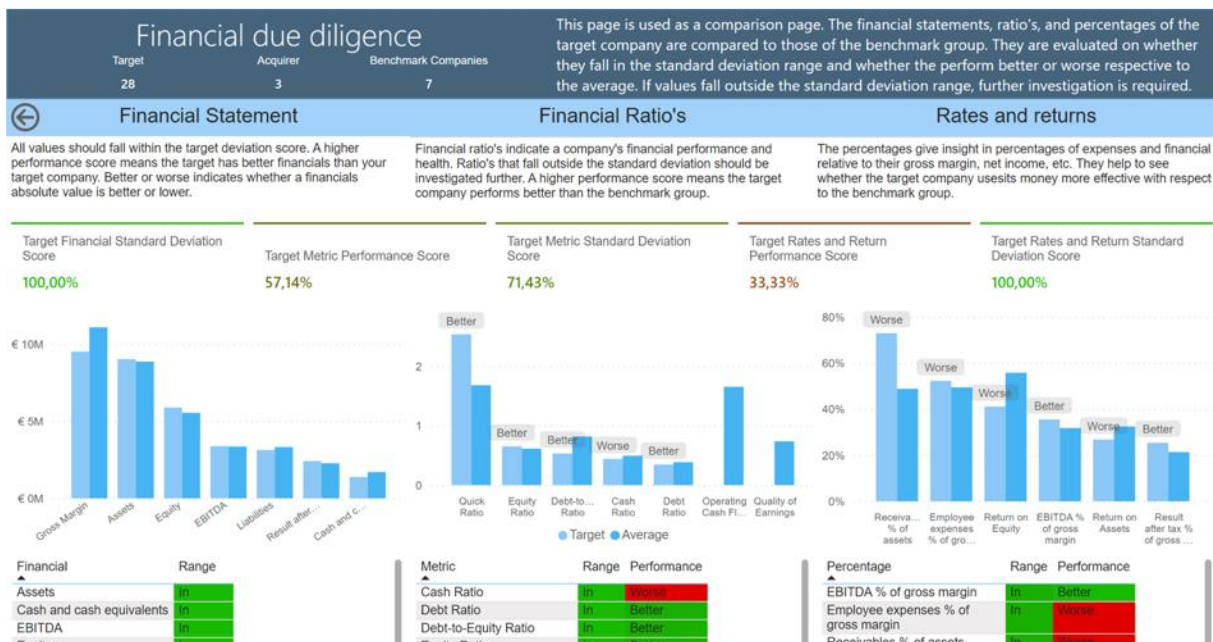 Financial due diligence
Target
Acquirer
Benchmark Companies
28
3
7
This page is used as a comparison page. The financial statements, ratio's, and percentages of the
target company are compared to those of the benchmark group. They are evaluated on whether
they fall in the standard deviation range and whether the perform better or worse respective to
the average. If values fall outside the standard deviation range, further investigation is required.
Financial Statement
All values should fall within the target deviation score. A higher
performance score means the target has better financials than your
target company. Better or worse indicates whether a financials
absolute value is better or lower.
Financial Ratio's
Financial ratio's indicate a company's financial performance and
health. Ratio's that fall outside the standard deviation should be
investigated further. A higher performance score means the target
company performs better than the benchmark group.
Rates and returns
The percentages give insight in percentages of expenses and financial
relative to their gross margin, net income, etc. They help to see
whether the target company usesits money more effective with respect
to the benchmark group.
Target Financial Standard Deviation
Score
100,00%
Target Metric Performance Score
57,14%
Target Metric Standard Deviation
Score
71,43%
Target Rates and Return
Performance Score
33,33%
Target Rates and Return Standard
Deviation Score
100,00%
€ 10M
€ 5M
€ 0M
Gross Margin
Assets
Equity
EBITDA
Liabilities
Result after...
Cash and c...
2
1
0
Better
Better
Better
Worse
Better
Quick
Ratio
Equity
Ratio
Debt-to...
Ratio
Cash
Ratio
Debt
Ratio
Operating
Cash Fl...
Quality of
Earnings
Target
Average
80%
60%
40%
20%
0%
Worse
Worse
Worse
Better
Worse
Better
Receiva...
% of
assets
Employee
expenses
% of gro...
Return on
Equity
EBITDA %
of gross
margin
Return on
Assets
Result
after tax %
of gross ...
Financial Range
Assets In
Cash and cash equivalents In
EBITDA In
Metric Range Performance
Cash Ratio In Worse
Debt Ratio In Better
Debt-to-Equity Ratio In Better
Percentage Range Performance
EBITDA % of gross margin In Better
Employee expenses % of In Worse
gross margin
Receivables % of assets